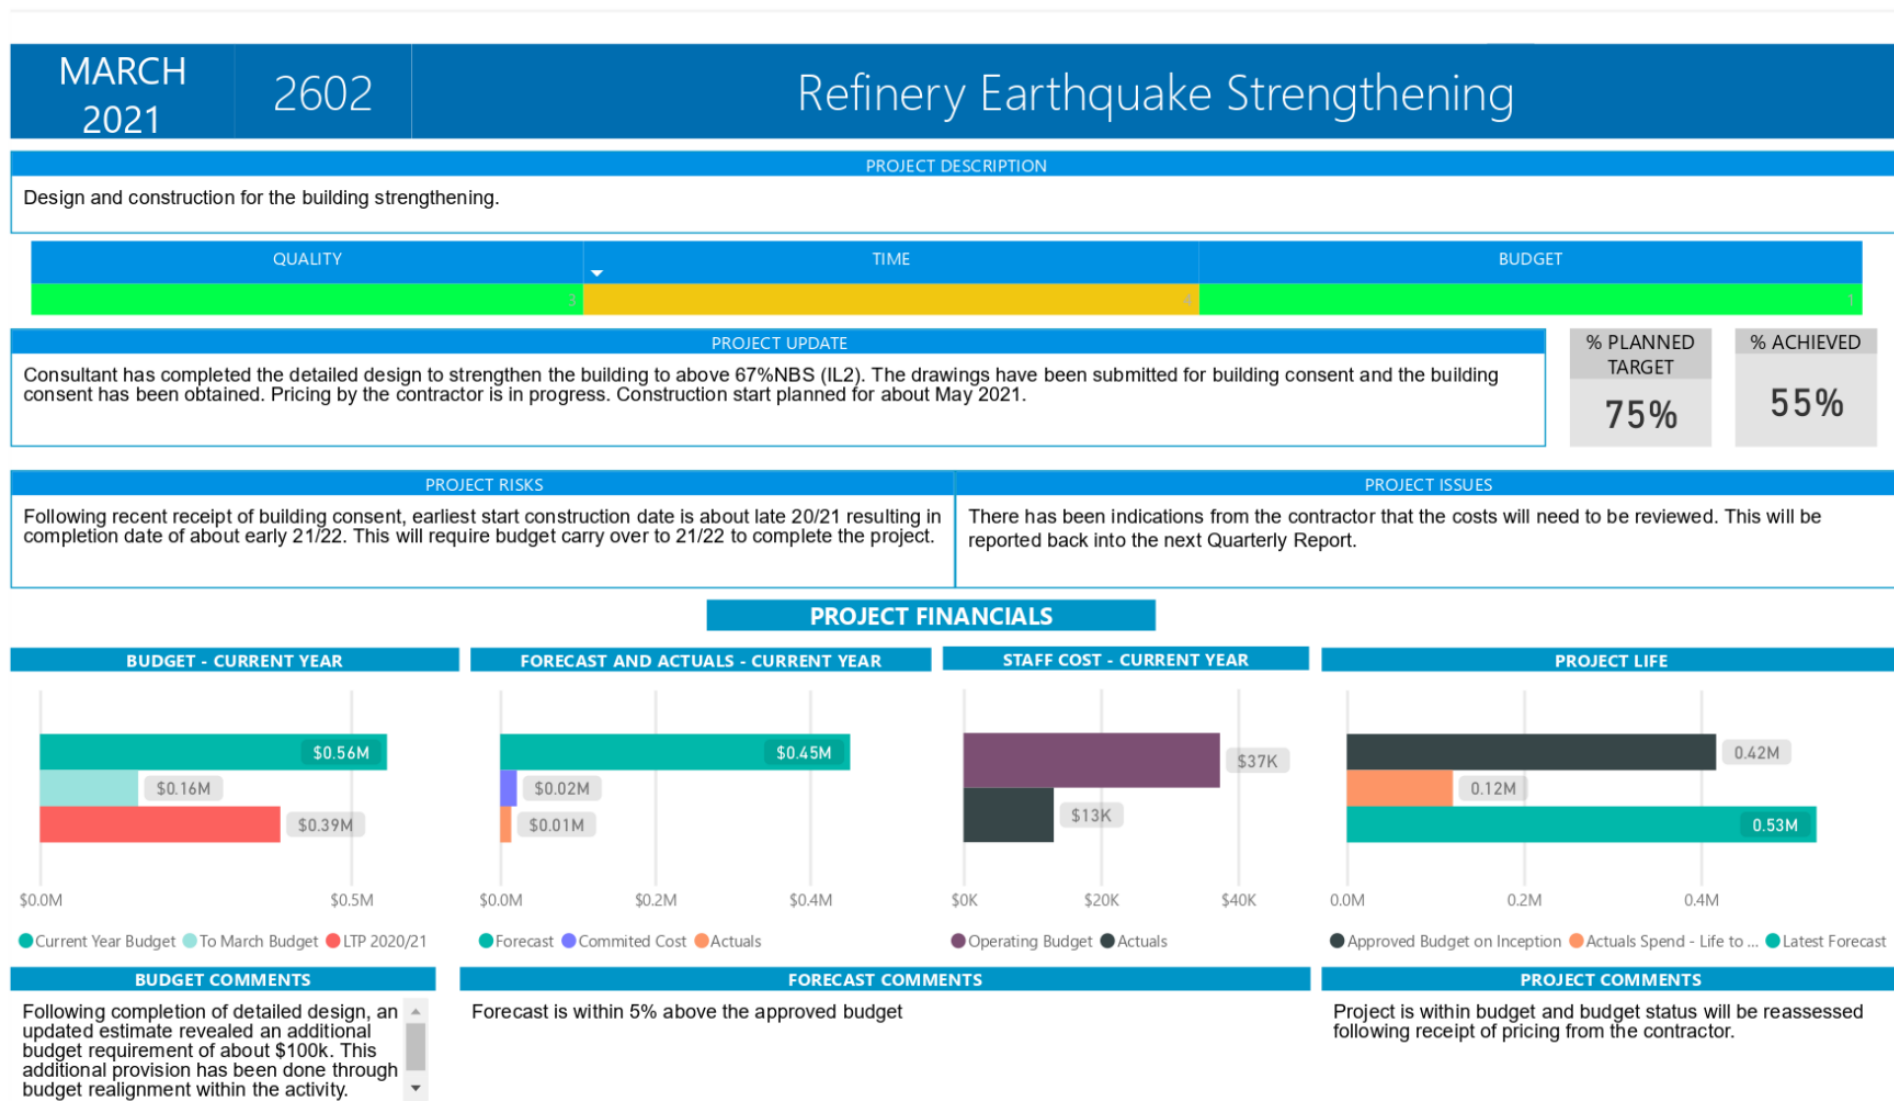 MARCH
2021
2602
Refinery Earthquake Strengthening
PROJECT DESCRIPTION
Design and construction for the building strengthening.
QUALITY
TIME
BUDGET
3
4
1
PROJECT UPDATE
Consultant has completed the detailed design to strengthen the building to above 67%NBS (IL2). The drawings have been submitted for building consent and the building
consent has been obtained. Pricing by the contractor is in progress. Construction start planned for about May 2021.
% PLANNED
TARGET
75%
% ACHIEVED
55%
PROJECT RISKS
Following recent receipt of building consent, earliest start construction date is about late 20/21 resulting in
completion date of about early 21/22. This will require budget carry over to 21/22 to complete the project.
PROJECT ISSUES
There has been indications from the contractor that the costs will need to be reviewed. This will be
reported back into the next Quarterly Report.
PROJECT FINANCIALS
BUDGET - CURRENT YEAR
$0.56M
$0.16M
$0.39M
$0.0M
$0.5M
Current Year Budget
To March Budget
LTP 2020/21
FORECAST AND ACTUALS - CURRENT YEAR
$0.45M
$0.02M
$0.01M
$0.0M
$0.2M
$0.4M
Forecast
Commited Cost
Actuals
STAFF COST - CURRENT YEAR
$37K
$13K
$0K
$20K
$40K
Operating Budget
Actuals
PROJECT LIFE
0.42M
0.12M
0.53M
0.0M
0.2M
0.4M
Approved Budget on Inception
Actuals Spend - Life to ...
Latest Forecast
BUDGET COMMENTS
Following completion of detailed design, an
updated estimate revealed an additional
budget requirement of about $100k. This
additional provision has been done through
budget realignment within the activity.
FORECAST COMMENTS
Forecast is within 5% above the approved budget
PROJECT COMMENTS
Project is within budget and budget status will be reassessed
following receipt of pricing from the contractor.